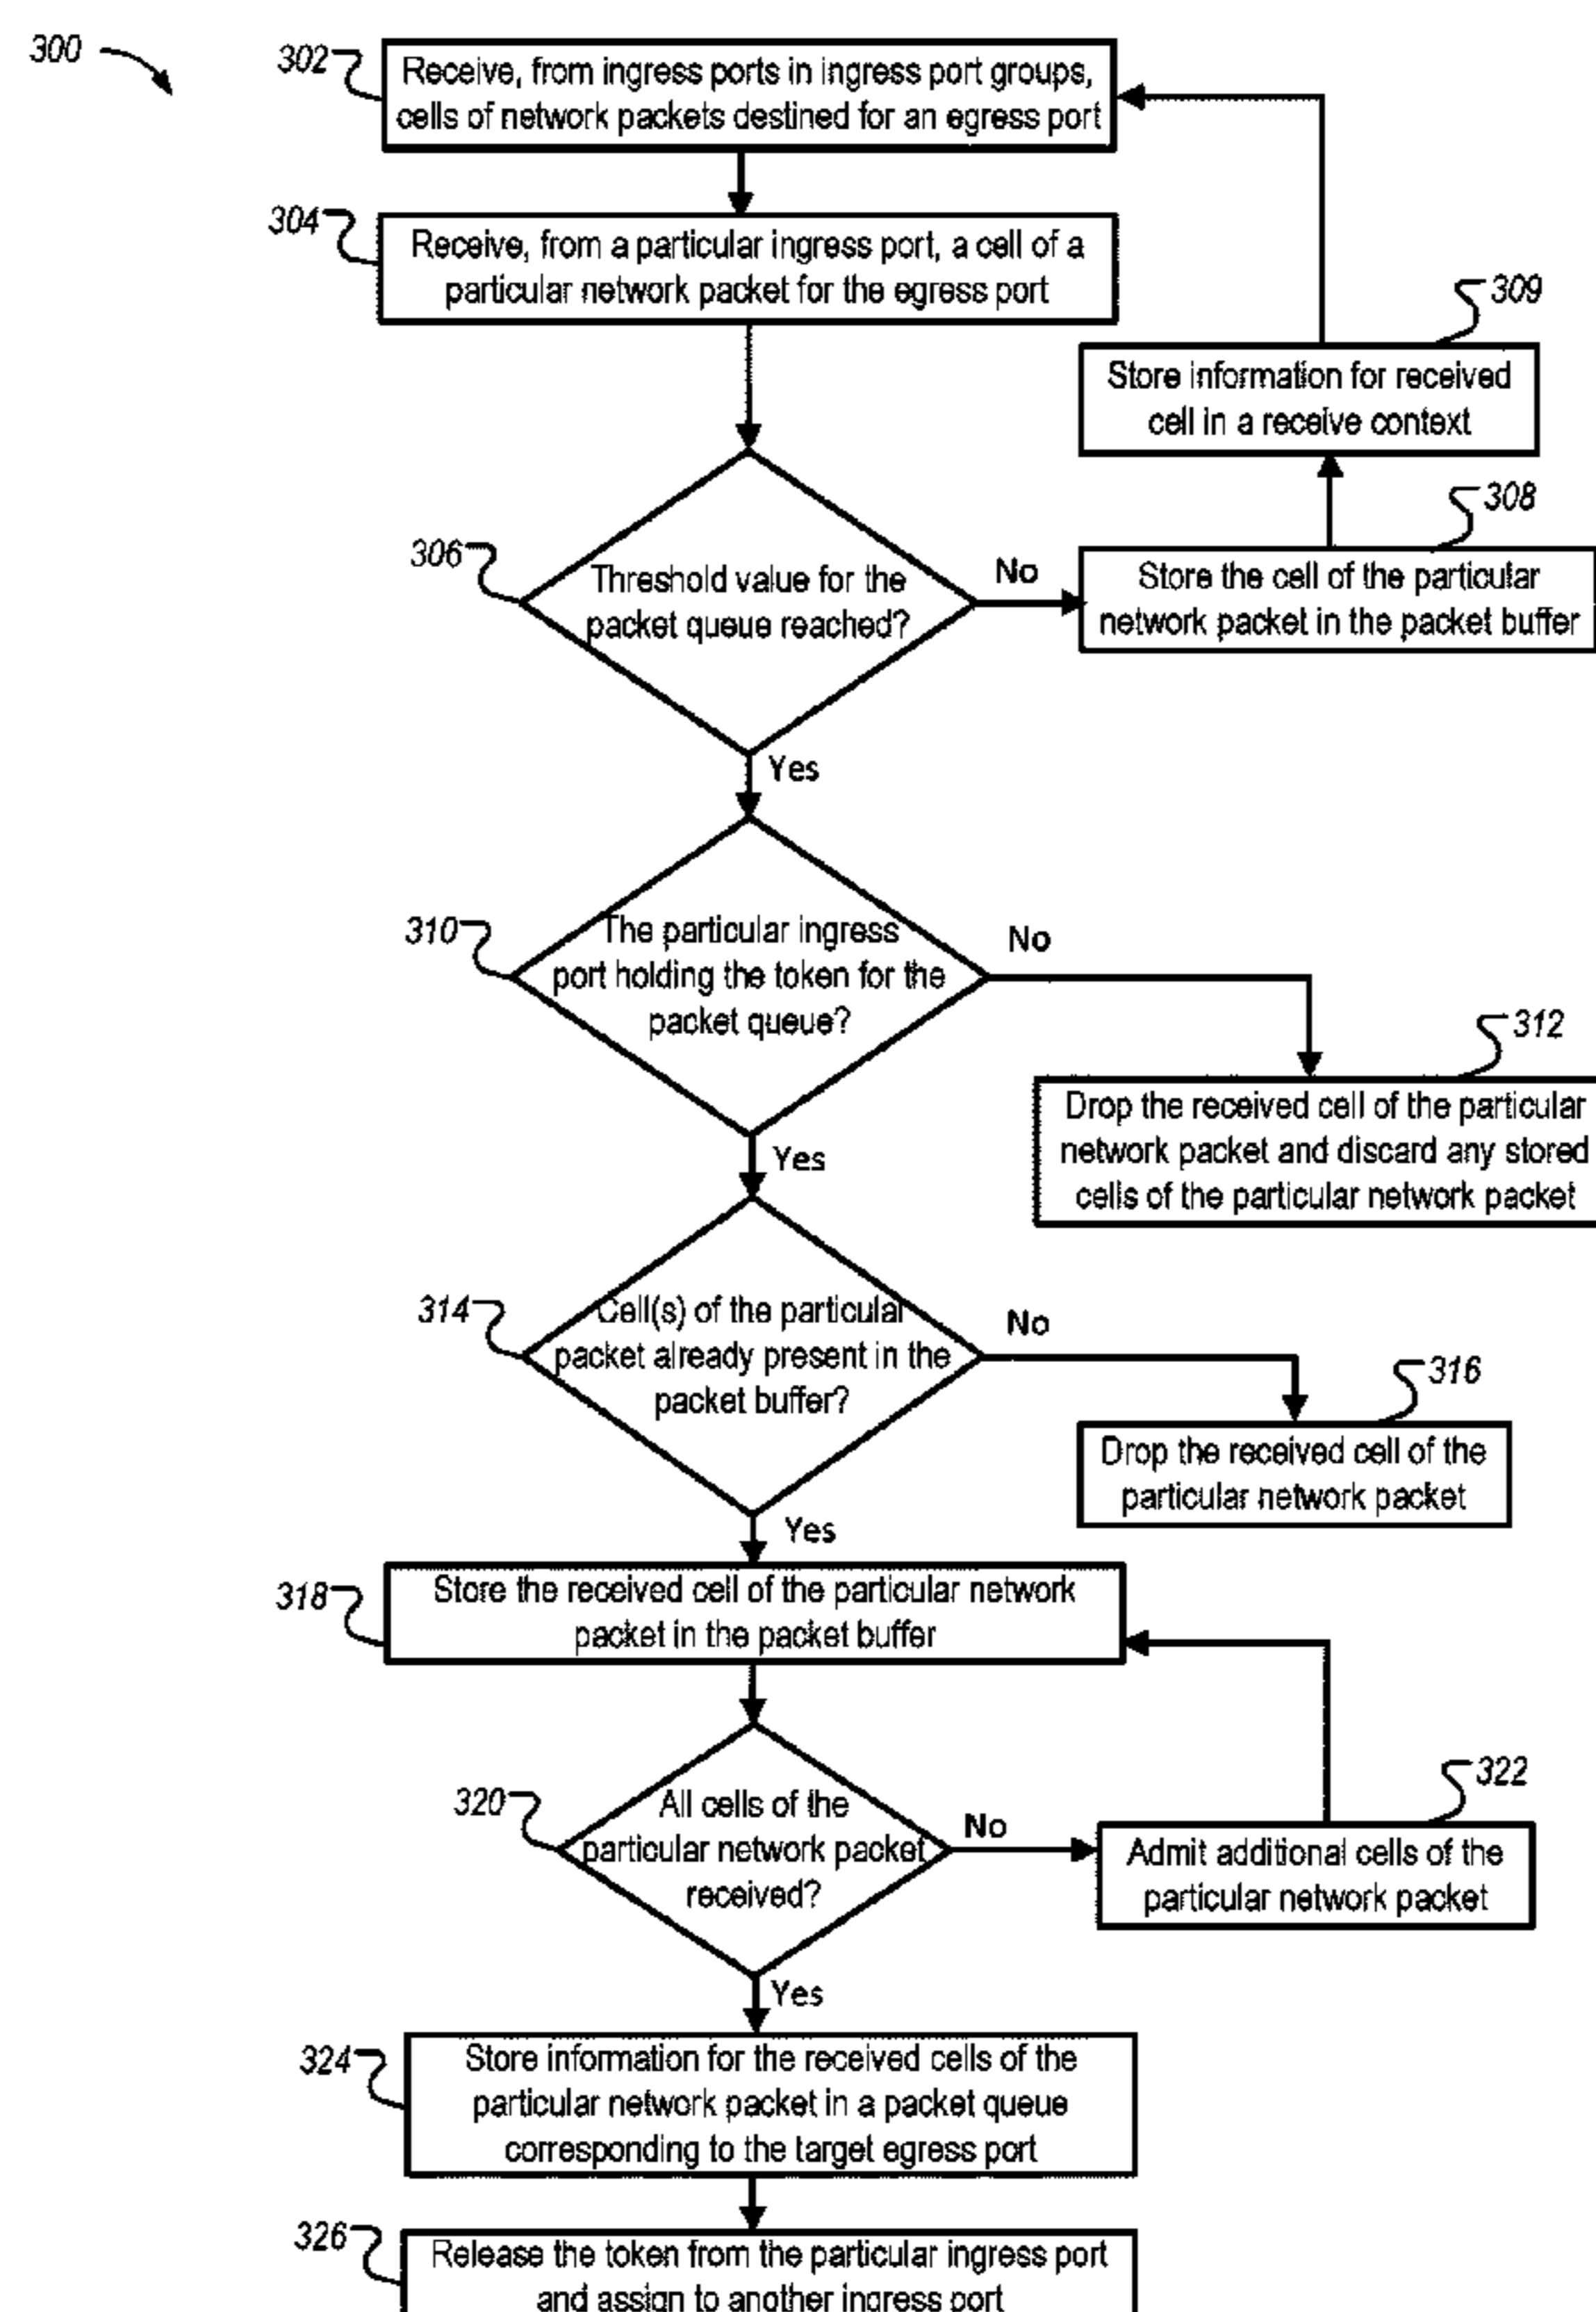 300
302
Receive, from ingress ports in ingress port groups,
cells of network packets destined for an egress port
304
Receive, from a particular ingress port, a cell of a
particular network packet for the egress port
309
Store information for received
cell in a receive context
308
Store the cell of the particular
network packet in the packet buffer
306
Threshold value for the
packet queue reached?
No
Yes
310
The particular ingress
port holding the token for the
packet queue?
No
312
Drop the received cell of the particular
network packet and discard any stored
cells of the particular network packet
Yes
314
Cell(s) of the particular
packet already present in the
packet buffer?
No
316
Drop the received cell of the
particular network packet
Yes
318
Store the received cell of the particular network
packet in the packet buffer
320
All cells of the
particular network packet
received?
No
322
Admit additional cells of the
particular network packet
Yes
324
Store information for the received cells of the
particular network packet in a packet queue
corresponding to the target egress port
326
Release the token from the particular ingress port
and assign to another ingress port